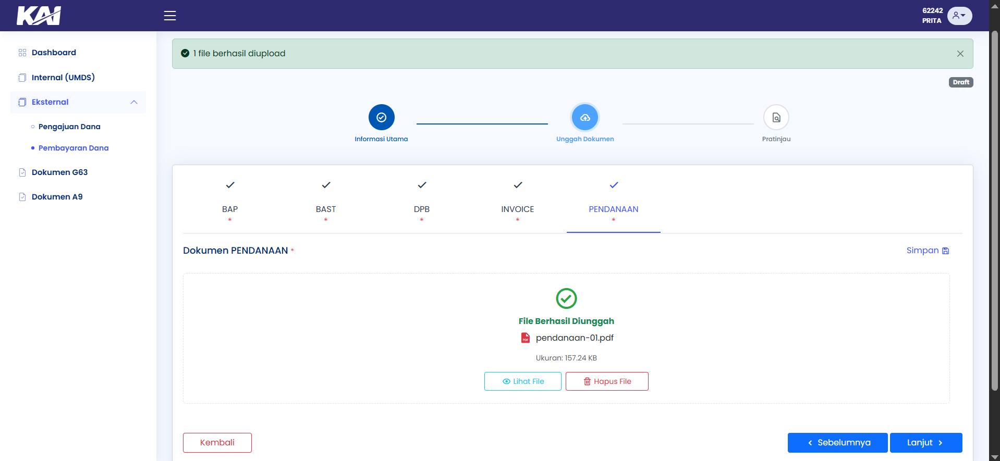 KAI
62242
PRITA
Dashboard
Internal (UMDS)
Eksternal
Pengajuan Dana
Pembayaran Dana
Dokumen G63
Dokumen A9
1 file berhasil diupload
Draft
Informasi Utama
Unggah Dokumen
Pratinjau
BAP
*
BAST
*
DPB
*
INVOICE
*
PENDANAAN
*
Dokumen PENDANAAN *
Simpan
File Berhasil Diunggah
PDF
pendanaan-01.pdf
Ukuran: 157.24 KB
Lihat File
Hapus File
Kembali
Sebelumnya
Lanjut